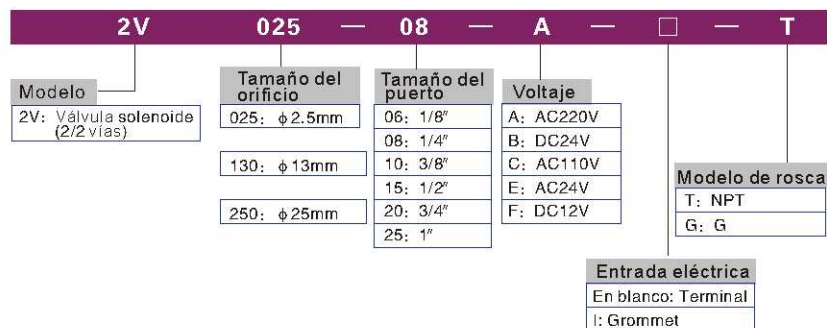 2V 025 — 08 — A — □ — T
Modelo
2V: Válvula solenoide
(2/2 vías)
Tamaño del
orificio
025: ϕ2.5mm
130: ϕ13mm
250: ϕ25mm
Tamaño del
puerto
06: 1/8"
08: 1/4"
10: 3/8"
15: 1/2"
20: 3/4"
25: 1"
Voltaje
A: AC220V
B: DC24V
C: AC110V
E: AC24V
F: DC12V
Modelo de rosca
T: NPT
G: G
Entrada eléctrica
En blanco: Terminal
I: Grommet